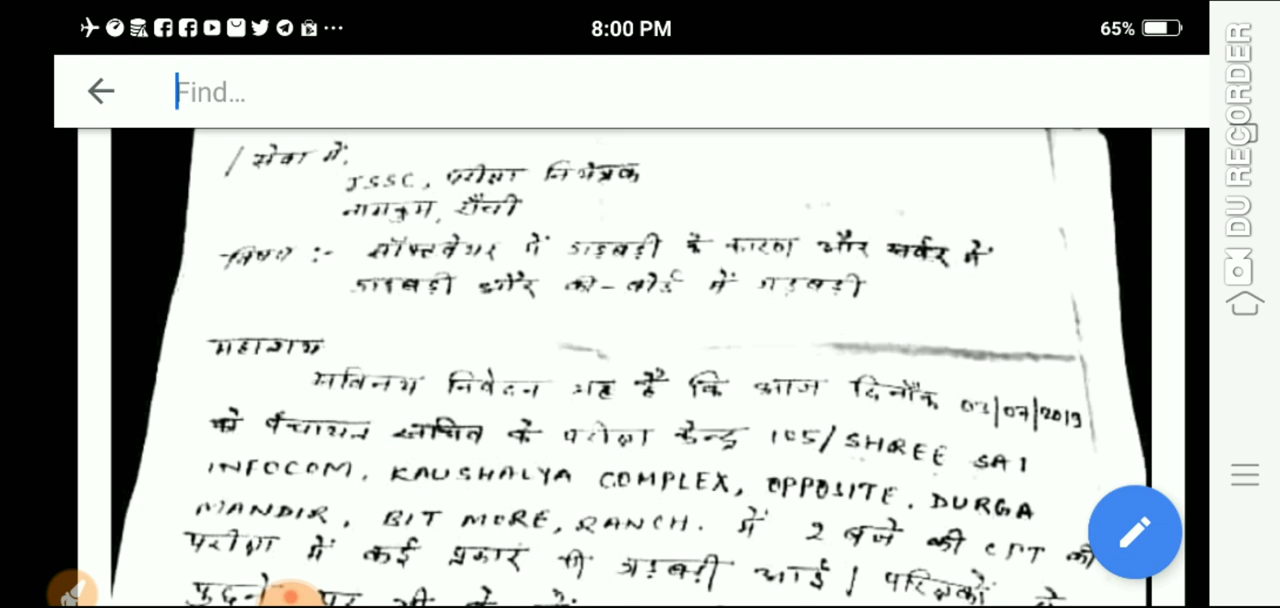 8:00 PM
65%
Find...
DU RECORDER
सेवा में,
JSSC, परीक्षा नियंत्रक
नामकुम, राँची
विषय :- सॉफ्टवेयर में गड़बड़ी के कारण और सर्वर में
गड़बड़ी और की-बोर्ड में गड़बड़ी
महाशय
सविनय निवेदन यह है कि आज दिनाँक 03/07/2019
को पंचायत सचिव के परीक्षा केन्द्र 105/SHREE SAI
INFOCOM, KAUSHALYA COMPLEX, OPPOSITE. DURGA
MANDIR, BIT MORE, RANCH. में 2 बजे की CPT की
परीक्षा में कई प्रकार की गड़बड़ी आई|